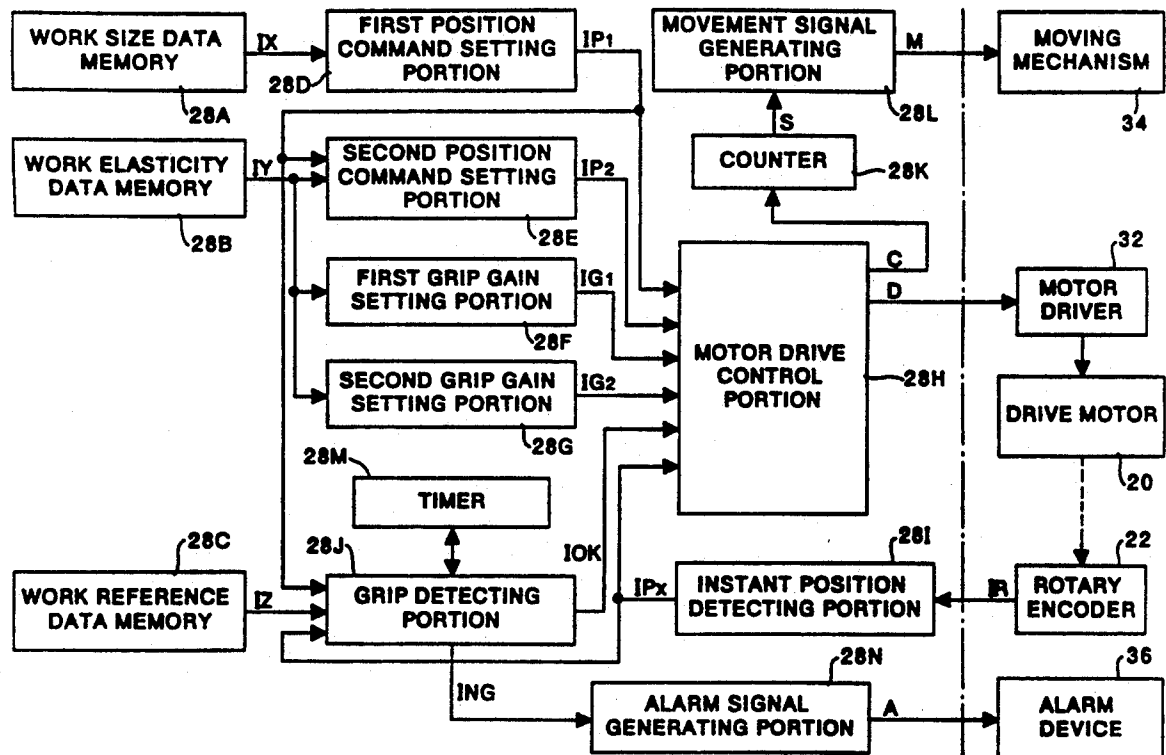 WORK SIZE DATA
MEMORY
28A
IX
FIRST POSITION
COMMAND SETTING
PORTION
28D
IP1
MOVEMENT SIGNAL
GENERATING
PORTION
28L
M
MOVING
MECHANISM
34
S
WORK ELASTICITY
DATA MEMORY
28B
IY
SECOND POSITION
COMMAND SETTING
PORTION
28E
IP2
COUNTER
28K
FIRST GRIP GAIN
SETTING PORTION
28F
IG1
SECOND GRIP GAIN
SETTING PORTION
28G
IG2
MOTOR DRIVE
CONTROL
PORTION
28H
C
D
32
MOTOR
DRIVER
DRIVE MOTOR
20
28M
TIMER
28C
WORK REFERENCE
DATA MEMORY
IZ
28J
GRIP DETECTING
PORTION
IOK
IPX
28I
INSTANT POSITION
DETECTING PORTION
IR
22
ROTARY
ENCODER
ING
28N
ALARM SIGNAL
GENERATING PORTION
A
36
ALARM
DEVICE